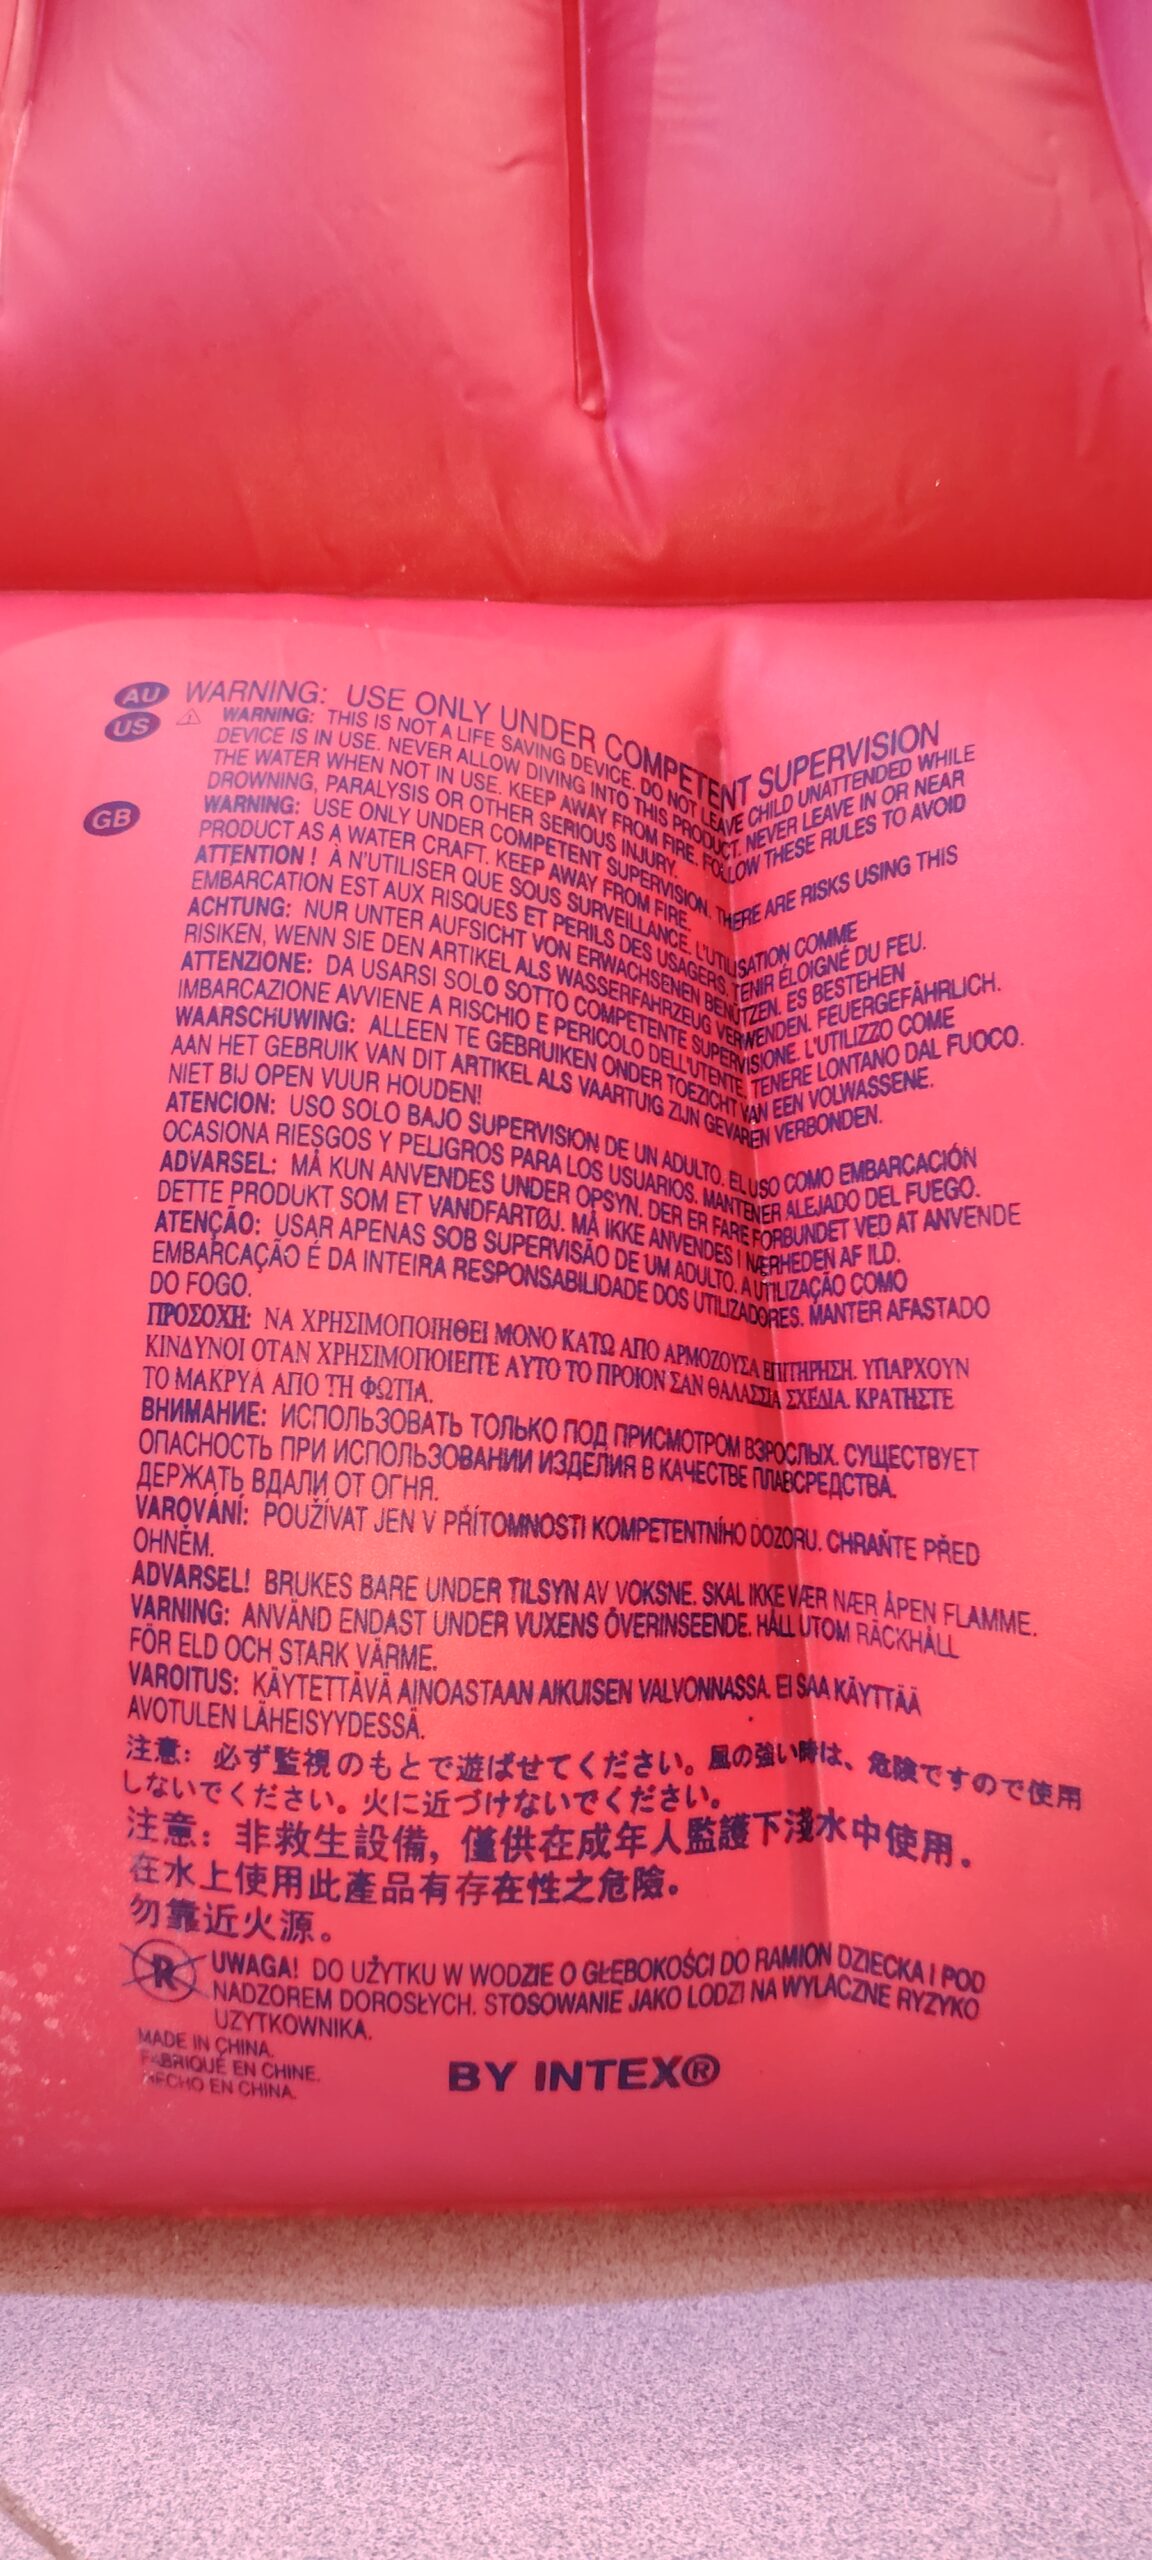 AU WARNING: USE ONLY UNDER COMPETENT SUPERVISION
US ⚠ WARNING: THIS IS NOT A LIFE SAVING DEVICE. DO NOT LEAVE CHILD UNATTENDED WHILE
DEVICE IS IN USE. NEVER ALLOW DIVING INTO THIS PRODUCT. NEVER LEAVE IN OR NEAR
THE WATER WHEN NOT IN USE. KEEP AWAY FROM FIRE. FOLLOW THESE RULES TO AVOID
DROWNING, PARALYSIS OR OTHER SERIOUS INJURY.
GB WARNING: USE ONLY UNDER COMPETENT SUPERVISION. THERE ARE RISKS USING THIS
PRODUCT AS A WATER CRAFT. KEEP AWAY FROM FIRE.
ATTENTION ! À N'UTILISER QUE SOUS SURVEILLANCE. L'UTILISATION COMME
EMBARCATION EST AUX RISQUES ET PERILS DES USAGERS. TENIR ÉLOIGNÉ DU FEU.
ACHTUNG: NUR UNTER AUFSICHT VON ERWACHSENEN BENÜTZEN. ES BESTEHEN
RISIKEN, WENN SIE DEN ARTIKEL ALS WASSERFAHRZEUG VERWENDEN. FEUERGEFÄHRLICH.
ATTENZIONE: DA USARSI SOLO SOTTO COMPETENTE SUPERVISIONE. L'UTILIZZO COME
IMBARCAZIONE AVVIENE A RISCHIO E PERICOLO DELL'UTENTE. TENERE LONTANO DAL FUOCO.
WAARSCHUWING: ALLEEN TE GEBRUIKEN ONDER TOEZICHT VAN EEN VOLWASSENE.
AAN HET GEBRUIK VAN DIT ARTIKEL ALS VAARTUIG ZIJN GEVAREN VERBONDEN.
NIET BIJ OPEN VUUR HOUDEN!
ATENCION: USO SOLO BAJO SUPERVISION DE UN ADULTO. EL USO COMO EMBARCACIÓN
OCASIONA RIESGOS Y PELIGROS PARA LOS USUARIOS. MANTENER ALEJADO DEL FUEGO.
ADVARSEL: MÅ KUN ANVENDES UNDER OPSYN. DER ER FARE FORBUNDET VED AT ANVENDE
DETTE PRODUKT SOM ET VANDFARTØJ. MÅ IKKE ANVENDES I NÆRHEDEN AF ILD.
ATENÇÃO: USAR APENAS SOB SUPERVISÃO DE UM ADULTO. A UTILIZAÇÃO COMO
EMBARCAÇÃO É DA INTEIRA RESPONSABILIDADE DOS UTILIZADORES. MANTER AFASTADO
DO FOGO.
ΠΡΟΣΟΧΗ: ΝΑ ΧΡΗΣΙΜΟΠΟΙΗΘΕΙ ΜΟΝΟ ΚΑΤΩ ΑΠΟ ΑΡΜΟΖΟΥΣΑ ΕΠΙΤΗΡΗΣΗ. ΥΠΑΡΧΟΥΝ
ΚΙΝΔΥΝΟΙ ΟΤΑΝ ΧΡΗΣΙΜΟΠΟΙΕΙΤΕ ΑΥΤΟ ΤΟ ΠΡΟΙΟΝ ΣΑΝ ΘΑΛΑΣΣΙΑ ΣΧΕΔΙΑ. ΚΡΑΤΗΣΤΕ
ΤΟ ΜΑΚΡΥΑ ΑΠΟ ΤΗ ΦΩΤΙΑ.
ВНИМАНИЕ: ИСПОЛЬЗОВАТЬ ТОЛЬКО ПОД ПРИСМОТРОМ ВЗРОСЛЫХ. СУЩЕСТВУЕТ
ОПАСНОСТЬ ПРИ ИСПОЛЬЗОВАНИИ ИЗДЕЛИЯ В КАЧЕСТВЕ ПЛАВСРЕДСТВА.
ДЕРЖАТЬ ВДАЛИ ОТ ОГНЯ.
VAROVÁNÍ: POUŽÍVAT JEN V PŘÍTOMNOSTI KOMPETENTNÍHO DOZORU. CHRAŇTE PŘED
OHNĚM.
ADVARSEL! BRUKES BARE UNDER TILSYN AV VOKSNE. SKAL IKKE VÆR NÆR ÅPEN FLAMME.
VARNING: ANVÄND ENDAST UNDER VUXENS ÖVERINSEENDE. HÅLL UTOM RÄCKHÅLL
FÖR ELD OCH STARK VÄRME.
VAROITUS: KÄYTETTÄVÄ AINOASTAAN AIKUISEN VALVONNASSA. EI SAA KÄYTTÄÄ
AVOTULEN LÄHEISYYDESSÄ.
注意: 必ず監視のもとで遊ばせてください。風の強い時は、危険ですので使用
しないでください。火に近づけないでください。
注意: 非救生設備，僅供在成年人監護下淺水中使用。
在水上使用此產品有存在性之危險。
勿靠近火源。
R UWAGA! DO UŻYTKU W WODZIE O GŁĘBOKOŚCI DO RAMION DZIECKA I POD
NADZOREM DOROSŁYCH. STOSOWANIE JAKO LODZI NA WYLACZNE RYZYKO
UZYTKOWNIKA.
MADE IN CHINA.
FABRIQUÉ EN CHINE.
HECHO EN CHINA.
BY INTEX®